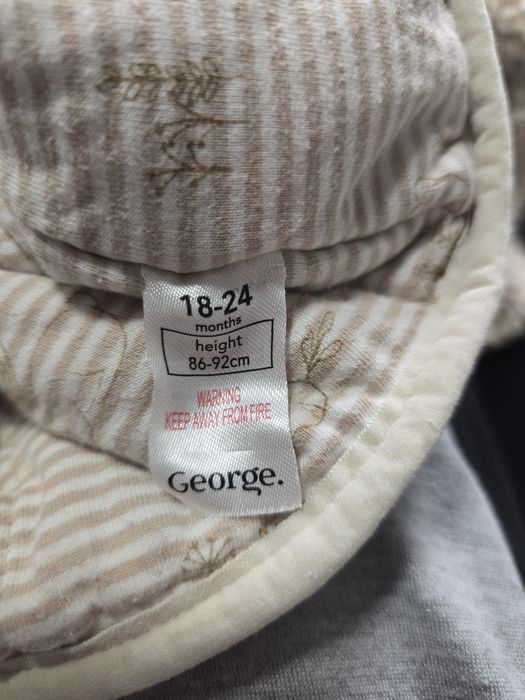 18-24
months
height
86-92cm
WARNING
KEEP AWAY FROM FIRE
George.